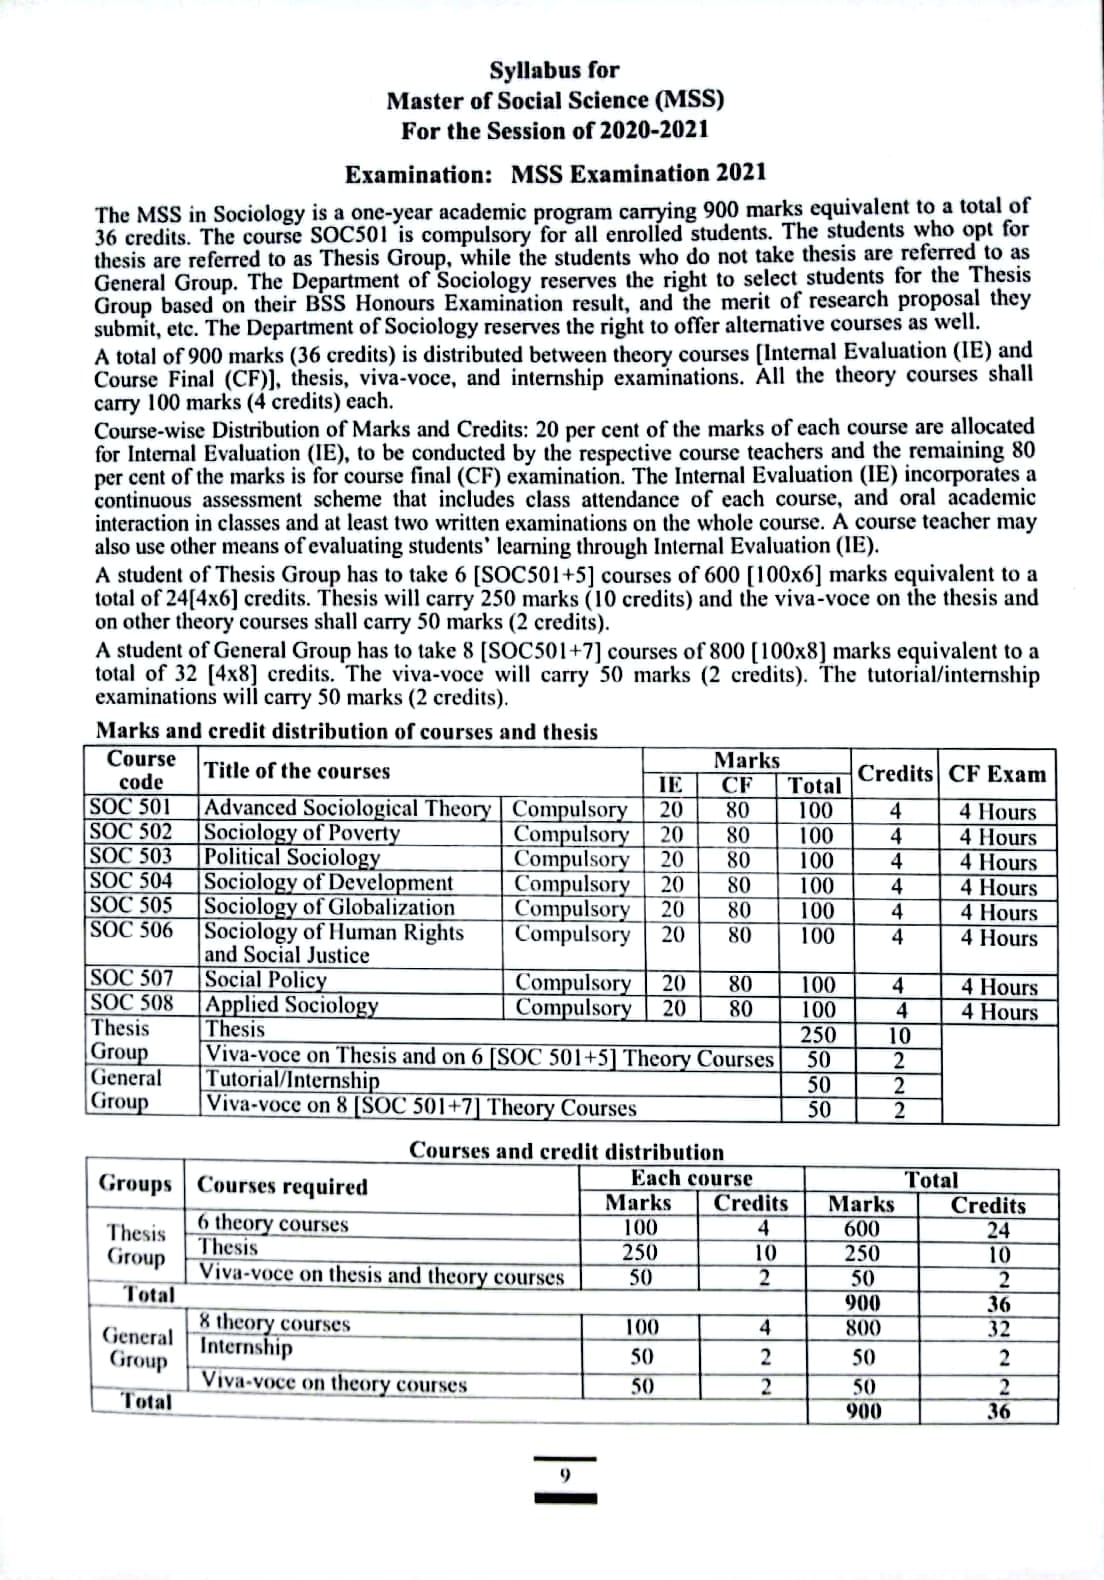 Syllabus for
Master of Social Science (MSS)
For the Session of 2020-2021
Examination: MSS Examination 2021
The MSS in Sociology is a one-year academic program carrying 900 marks equivalent to a total of
36 credits. The course SOC501 is compulsory for all enrolled students. The students who opt for
thesis are referred to as Thesis Group, while the students who do not take thesis are referred to as
General Group. The Department of Sociology reserves the right to select students for the Thesis
Group based on their BSS Honours Examination result, and the merit of research proposal they
submit, etc. The Department of Sociology reserves the right to offer alternative courses as well.
A total of 900 marks (36 credits) is distributed between theory courses [Internal Evaluation (IE) and
Course Final (CF)], thesis, viva-voce, and internship examinations. All the theory courses shall
carry 100 marks (4 credits) each.
Course-wise Distribution of Marks and Credits: 20 per cent of the marks of each course are allocated
for Internal Evaluation (IE), to be conducted by the respective course teachers and the remaining 80
per cent of the marks is for course final (CF) examination. The Internal Evaluation (IE) incorporates a
continuous assessment scheme that includes class attendance of each course, and oral academic
interaction in classes and at least two written examinations on the whole course. A course teacher may
also use other means of evaluating students' learning through Internal Evaluation (IE).
A student of Thesis Group has to take 6 [SOC501+5] courses of 600 [100x6] marks equivalent to a
total of 24[4x6] credits. Thesis will carry 250 marks (10 credits) and the viva-voce on the thesis and
on other theory courses shall carry 50 marks (2 credits).
A student of General Group has to take 8 [SOC501+7] courses of 800 [100x8] marks equivalent to a
total of 32 [4x8] credits. The viva-voce will carry 50 marks (2 credits). The tutorial/internship
examinations will carry 50 marks (2 credits).
Marks and credit distribution of courses and thesis
Course code Title of the courses Marks Credits CF Exam
IE CF Total
SOC 501 Advanced Sociological Theory Compulsory 20 80 100 4 4 Hours
SOC 502 Sociology of Poverty Compulsory 20 80 100 4 4 Hours
SOC 503 Political Sociology Compulsory 20 80 100 4 4 Hours
SOC 504 Sociology of Development Compulsory 20 80 100 4 4 Hours
SOC 505 Sociology of Globalization Compulsory 20 80 100 4 4 Hours
SOC 506 Sociology of Human Rights Compulsory 20 80 100 4 4 Hours
and Social Justice
SOC 507 Social Policy Compulsory 20 80 100 4 4 Hours
SOC 508 Applied Sociology Compulsory 20 80 100 4 4 Hours
Thesis Thesis 250 10
Group Viva-voce on Thesis and on 6 [SOC 501+5] Theory Courses 50 2
General Tutorial/Internship 50 2
Group Viva-voce on 8 [SOC 501+7] Theory Courses 50 2
Courses and credit distribution
Groups Courses required Each course Total
Marks Credits Marks Credits
Thesis Group 6 theory courses 100 4 600 24
Thesis 250 10 250 10
Viva-voce on thesis and theory courses 50 2 50 2
Total 900 36
General Group 8 theory courses 100 4 800 32
Internship 50 2 50 2
Viva-voce on theory courses 50 2 50 2
Total 900 36
9